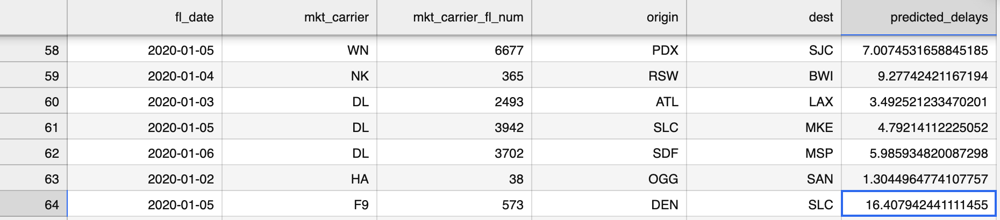 fl_date mkt_carrier mkt_carrier_fl_num origin dest predicted_delays
58 2020-01-05 WN 6677 PDX SJC 7.0074531658845185
59 2020-01-04 NK 365 RSW BWI 9.27742421167194
60 2020-01-03 DL 2493 ATL LAX 3.492521233470201
61 2020-01-05 DL 3942 SLC MKE 4.79214112225052
62 2020-01-06 DL 3702 SDF MSP 5.985934820087298
63 2020-01-02 HA 38 OGG SAN 1.3044964774107757
64 2020-01-05 F9 573 DEN SLC 16.407942441111455